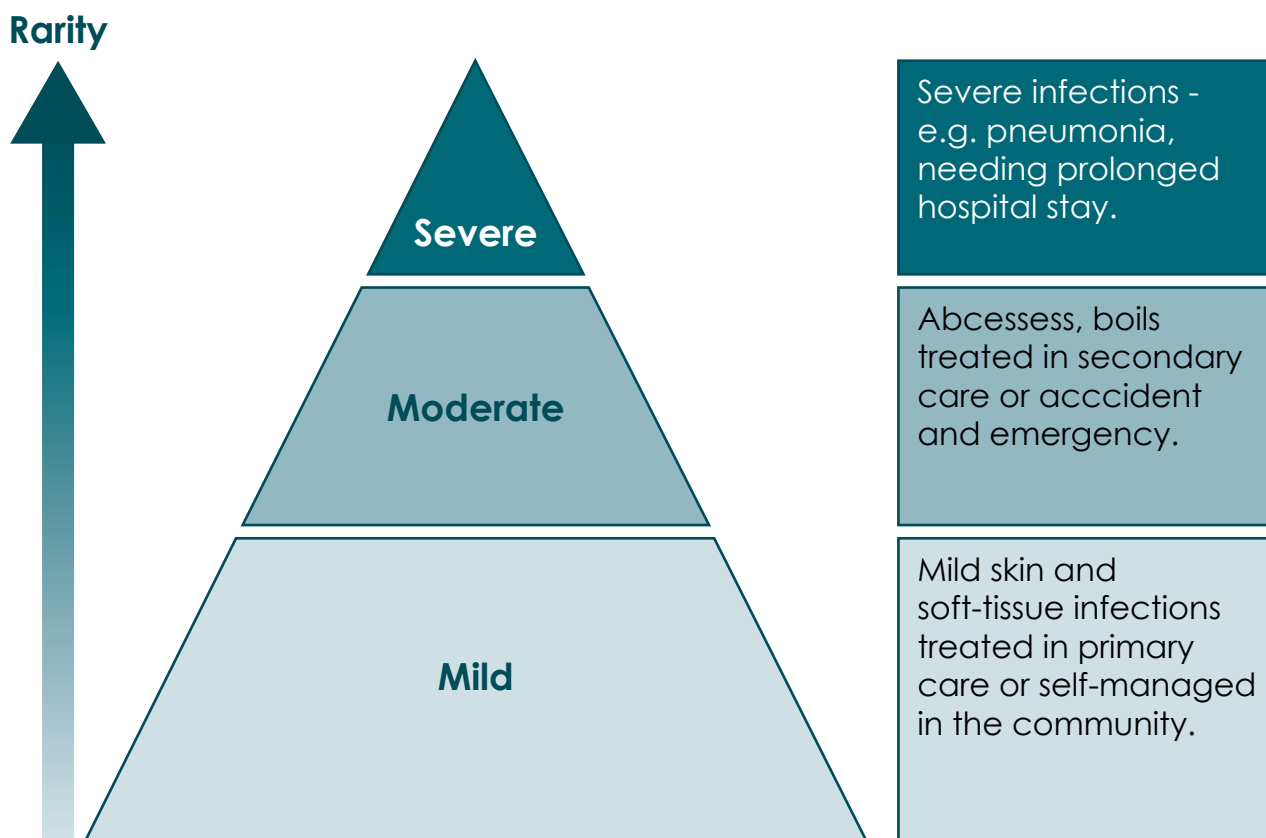 Rarity
Severe
Severe infections -
e.g. pneumonia,
needing prolonged
hospital stay.
Moderate
Abcessess, boils
treated in secondary
care or acccident
and emergency.
Mild
Mild skin and
soft-tissue infections
treated in primary
care or self-managed
in the community.